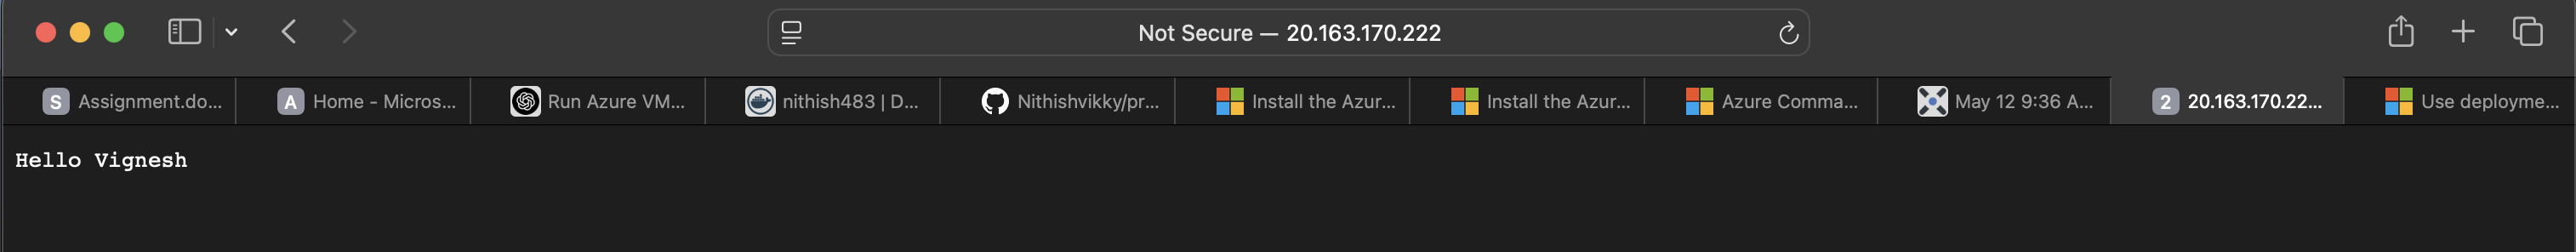 Not Secure — 20.163.170.222
S Assignment.do...
A Home - Micros...
Run Azure VM...
nithish483 | D...
Nithishvikky/pr...
Install the Azur...
Install the Azur...
Azure Comma...
May 12 9:36 A...
2 20.163.170.22...
Use deployme...
Hello Vignesh